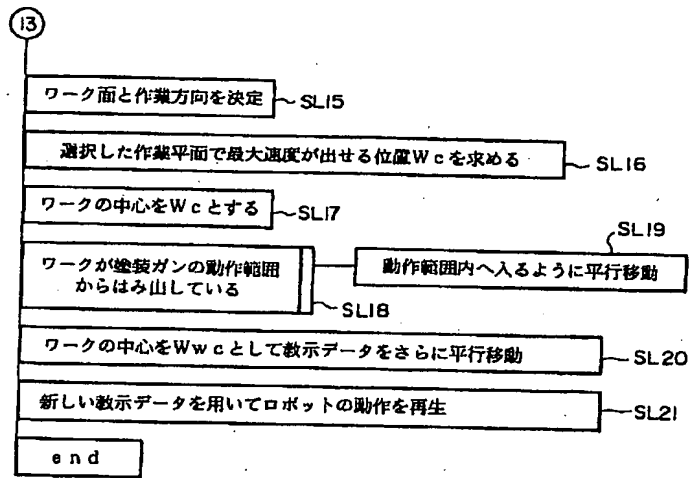 13
ワーク面と作業方向を決定
SL15
選択した作業平面で最大速度が出せる位置Wcを求める
SL16
ワークの中心をWcとする
SL17
SL19
ワークが塗装ガンの動作範囲
からはみ出している
動作範囲内へ入るように平行移動
SL18
ワークの中心をWwcとして教示データをさらに平行移動
SL20
新しい教示データを用いてロボットの動作を再生
SL21
end